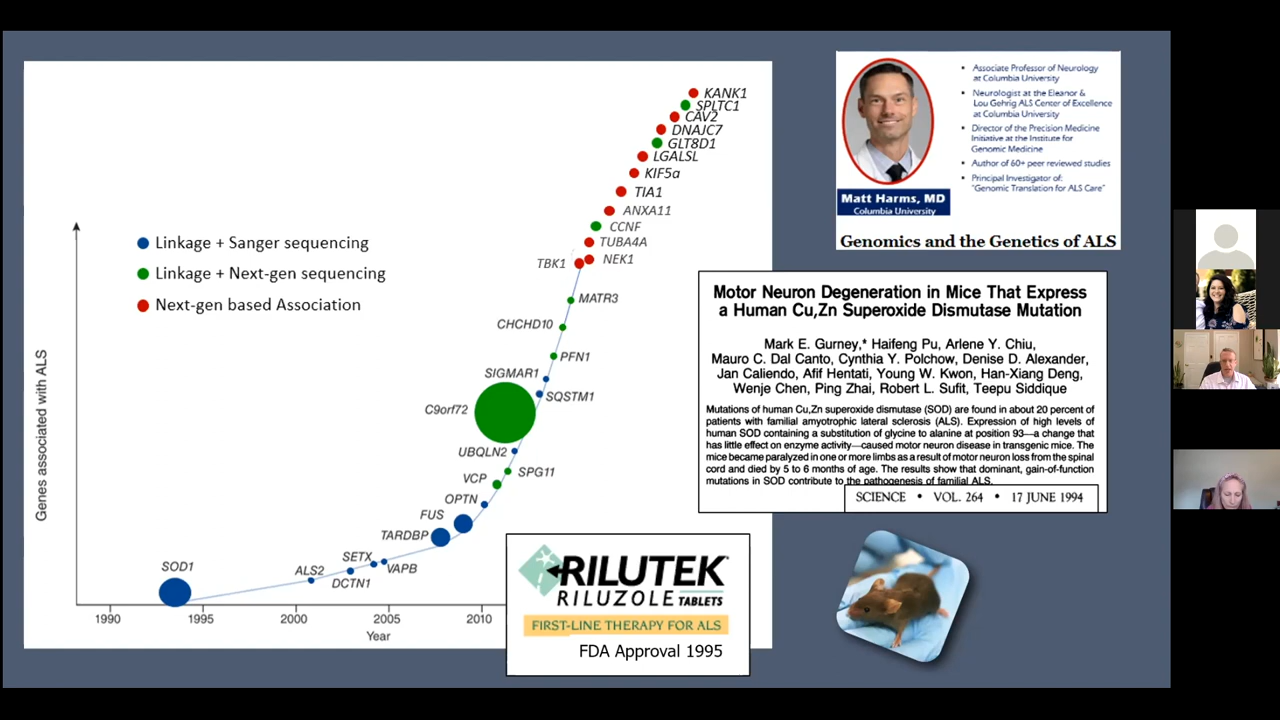 KANK1
SPLTC1
CAV2
DNAJC7
GLT8D1
LGALSL
KIF5a
TIA1
ANXA11
CCNF
TUBA4A
TBK1
NEK1
MATR3
CHCHD10
PFN1
SIGMAR1
SQSTM1
C9orf72
UBQLN2
SPG11
VCP
OPTN
FUS
TARDBP
SETX
VAPB
ALS2
DCTN1
SOD1
Linkage + Sanger sequencing
Linkage + Next-gen sequencing
Next-gen based Association
Genes associated with ALS
1990
1995
2000
2005
2010
Year
RILUTEK
RILUZOLE TABLETS
FIRST-LINE THERAPY FOR ALS
FDA Approval 1995
Matt Harms, MD
Columbia University
• Associate Professor of Neurology
at Columbia University
• Neurologist at the Eleanor &
Lou Gehrig ALS Center of Excellence
at Columbia University
• Director of the Precision Medicine
Initiative at the Institute for
Genomic Medicine
• Author of 60+ peer reviewed studies
• Principal Investigator of:
"Genomic Translation for ALS Care"
Genomics and the Genetics of ALS
Motor Neuron Degeneration in Mice That Express
a Human Cu,Zn Superoxide Dismutase Mutation
Mark E. Gurney,* Haifeng Pu, Arlene Y. Chiu,
Mauro C. Dal Canto, Cynthia Y. Polchow, Denise D. Alexander,
Jan Caliendo, Afif Hentati, Young W. Kwon, Han-Xiang Deng,
Wenje Chen, Ping Zhai, Robert L. Sufit, Teepu Siddique
Mutations of human Cu,Zn superoxide dismutase (SOD) are found in about 20 percent of
patients with familial amyotrophic lateral sclerosis (ALS). Expression of high levels of
human SOD containing a substitution of glycine to alanine at position 93—a change that
has little effect on enzyme activity—caused motor neuron disease in transgenic mice. The
mice became paralyzed in one or more limbs as a result of motor neuron loss from the spinal
cord and died by 5 to 6 months of age. The results show that dominant, gain-of-function
mutations in SOD contribute to the pathogenesis of familial ALS.
SCIENCE • VOL. 264 • 17 JUNE 1994